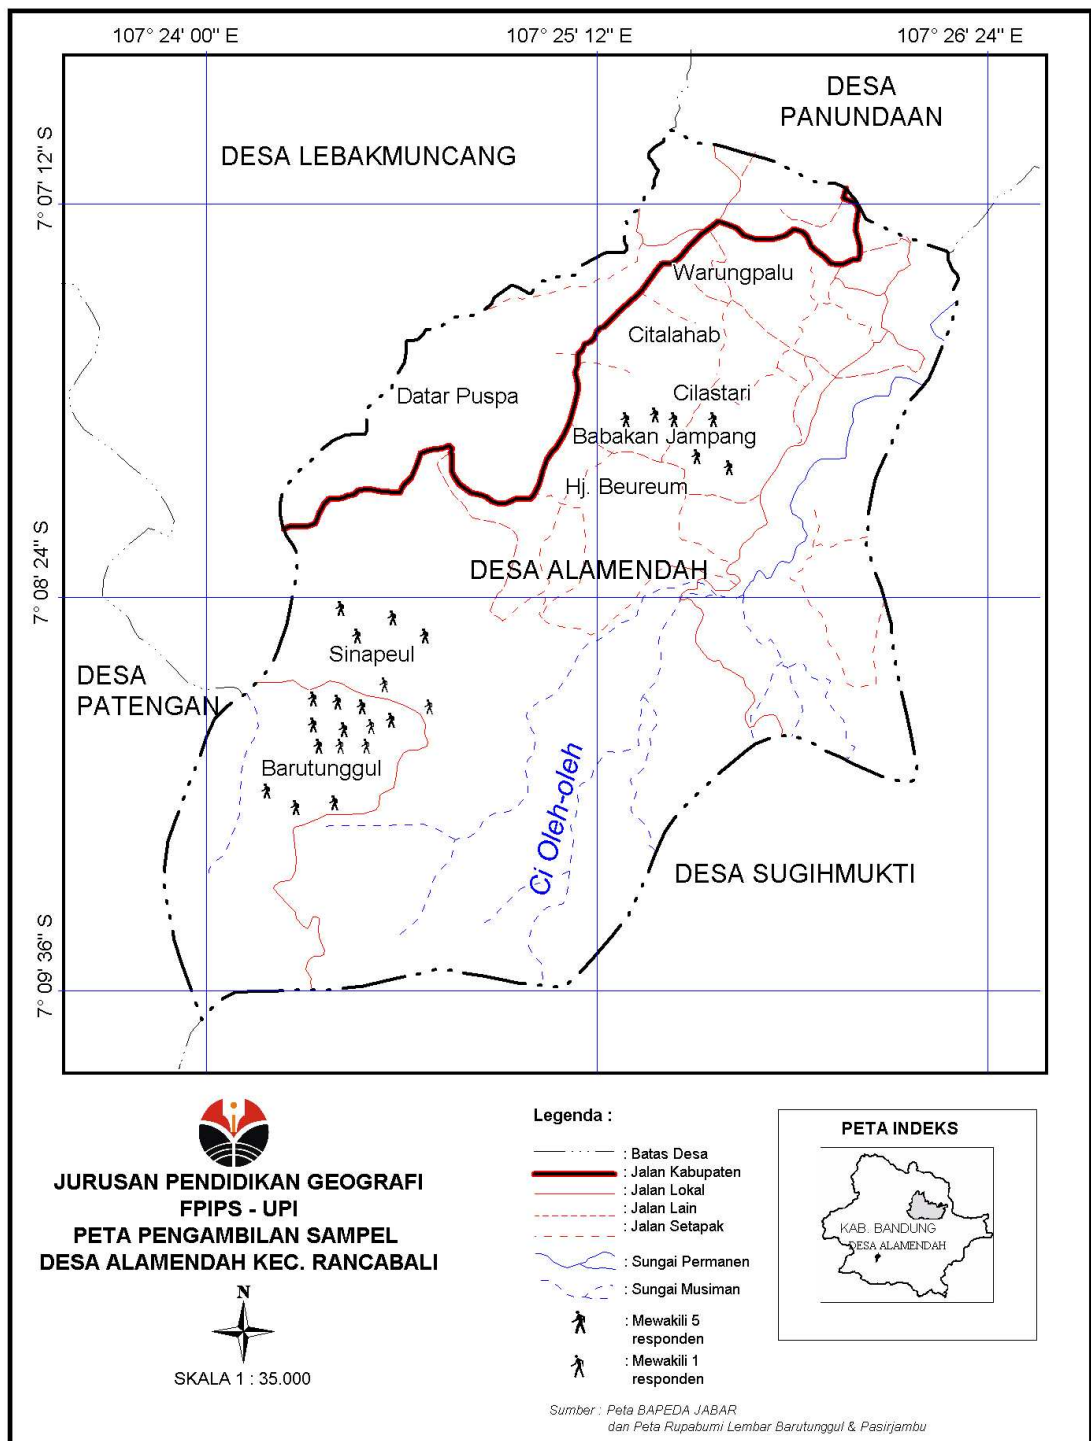 107° 24' 00" E
107° 25' 12" E
107° 26' 24" E
7° 07' 12" S
7° 08' 24" S
7° 09' 36" S
DESA
PANUNDAAN
DESA LEBAKMUNCANG
Warungpalu
Citalahab
Datar Puspa
Cilastari
Babakan Jampang
Hj. Beureum
DESA ALAMENDAH
Sinapeul
DESA
PATENGAN
Barutunggul
Ci Oleh-oleh
DESA SUGIHMUKTI
JURUSAN PENDIDIKAN GEOGRAFI
FPIPS - UPI
PETA PENGAMBILAN SAMPEL
DESA ALAMENDAH KEC. RANCABALI
N
SKALA 1 : 35.000
Legenda :
: Batas Desa
: Jalan Kabupaten
: Jalan Lokal
: Jalan Lain
: Jalan Setapak
: Sungai Permanen
: Sungai Musiman
: Mewakili 5
responden
: Mewakili 1
responden
Sumber : Peta BAPEDA JABAR
dan Peta Rupabumi Lembar Barutunggul & Pasirjambu
PETA INDEKS
KAB. BANDUNG
DESA ALAMENDAH